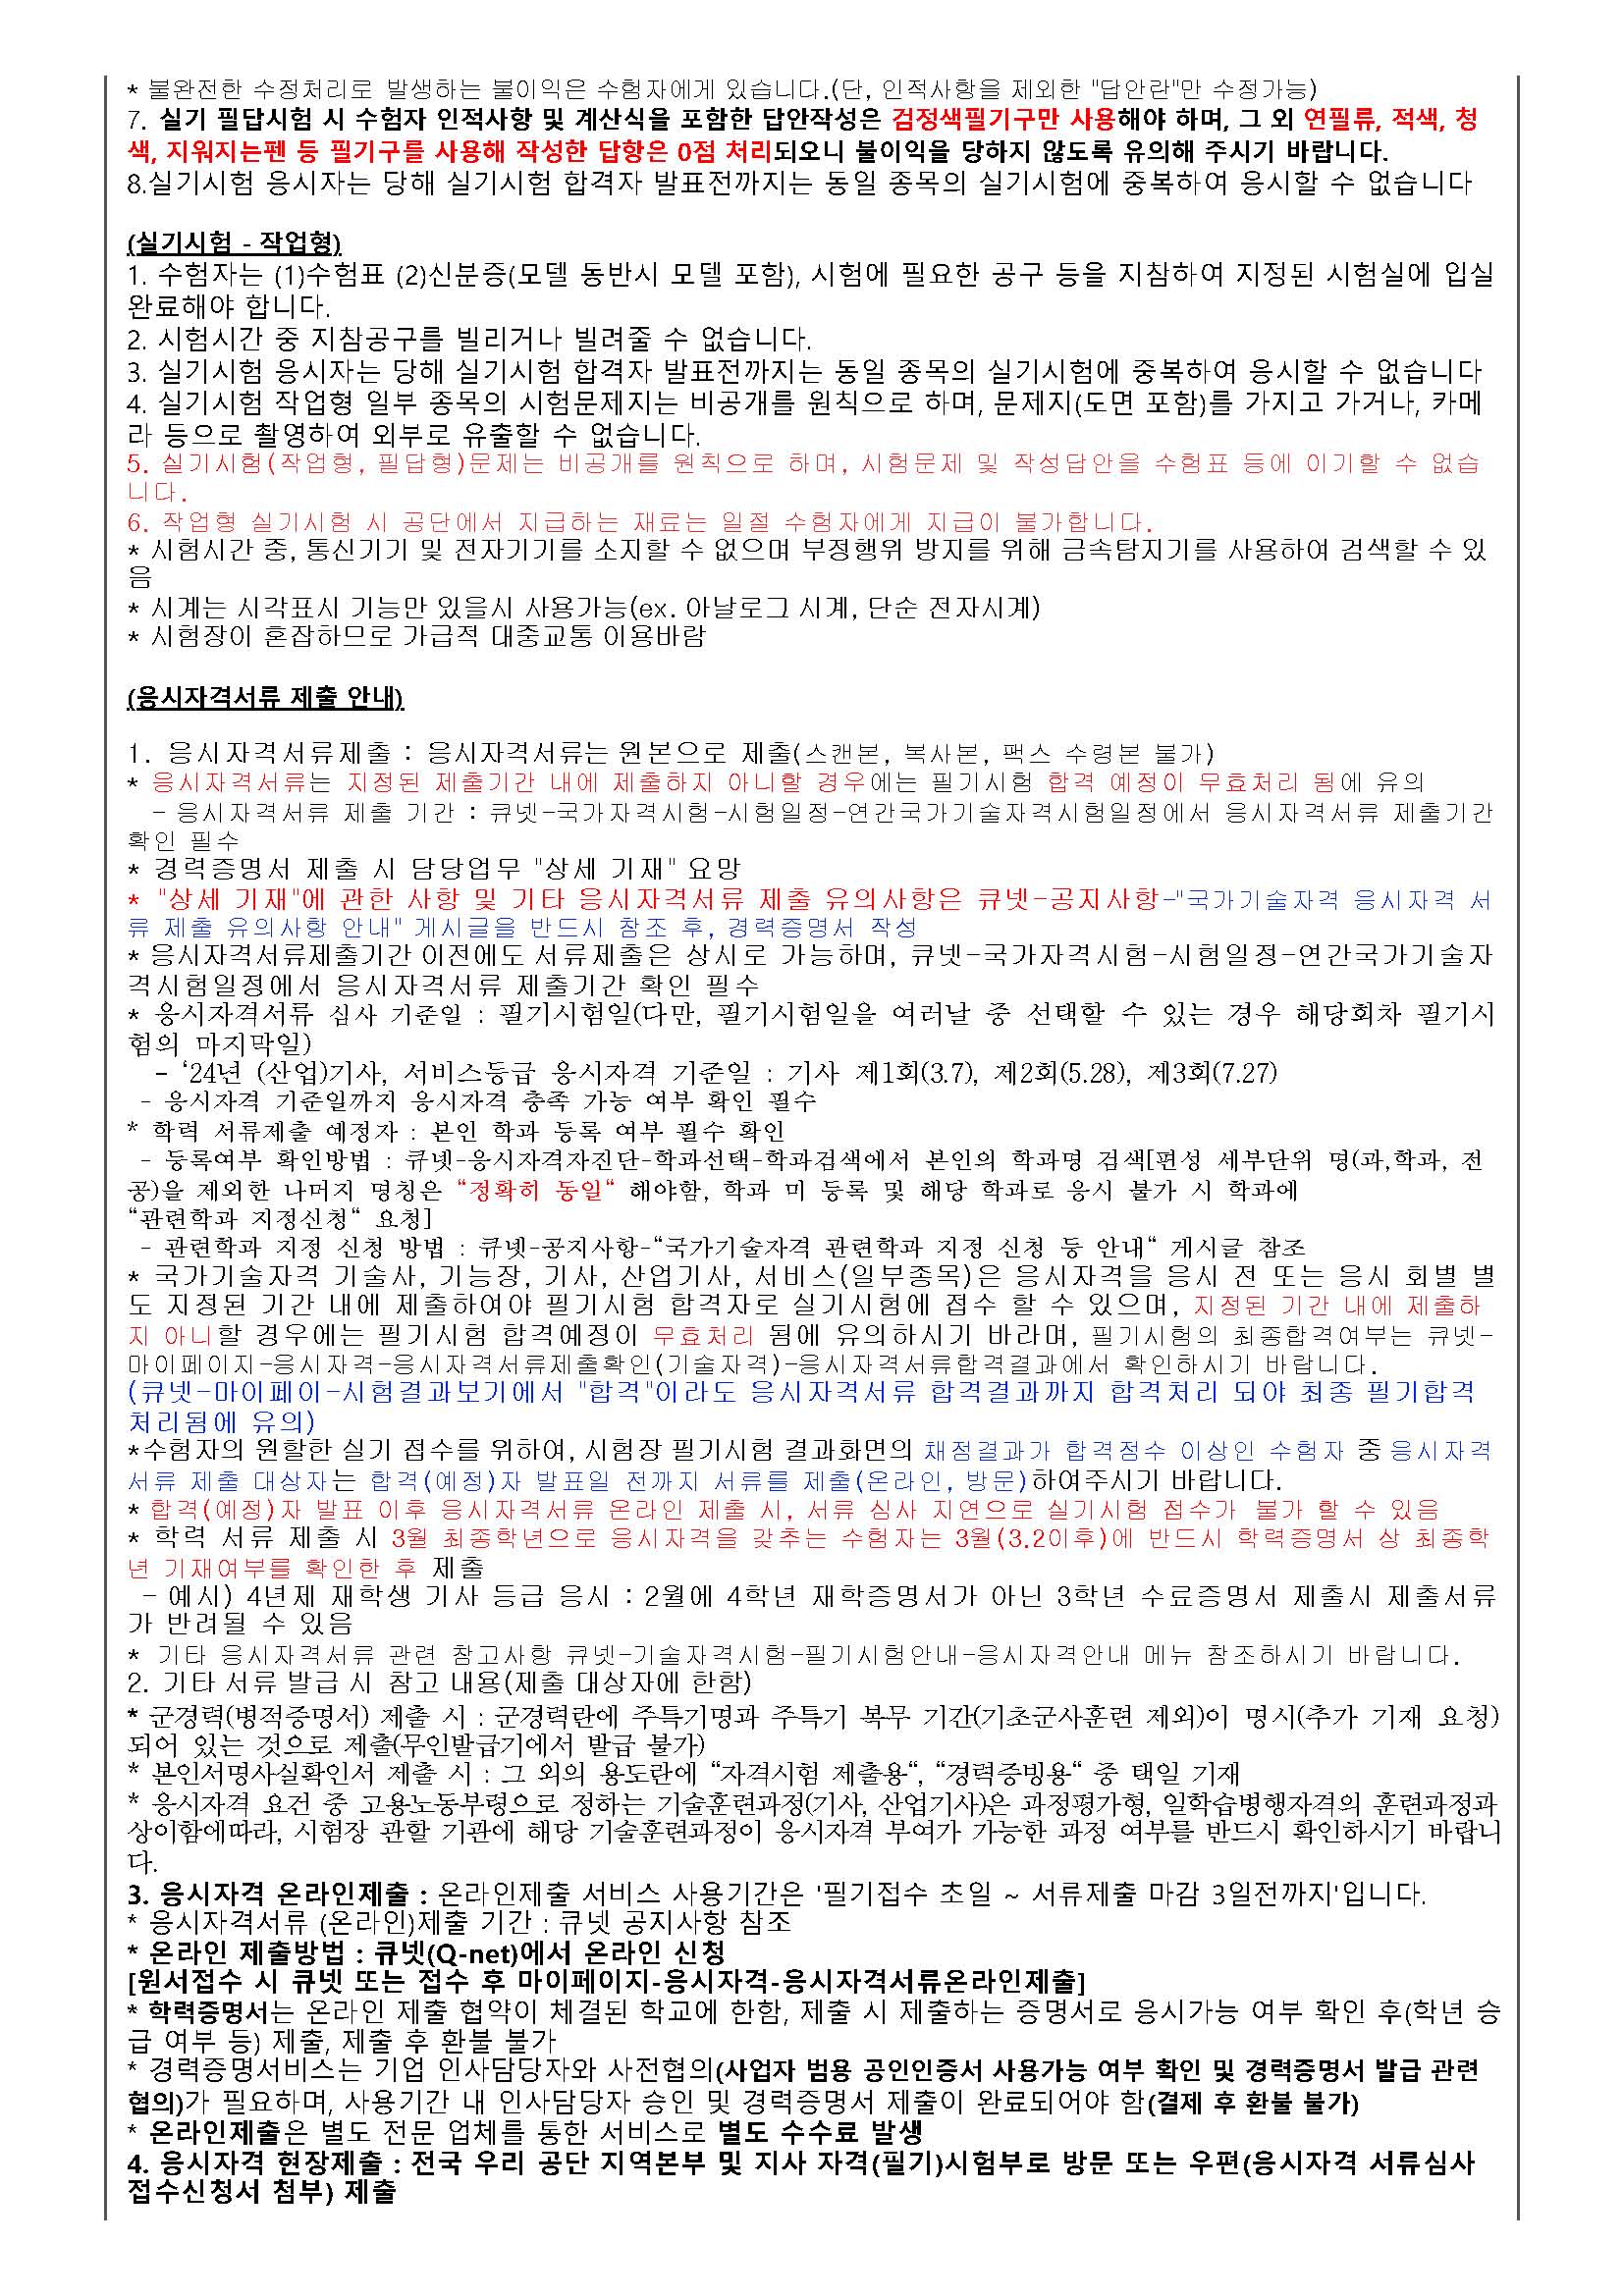 * 불완전한 수정처리로 발생하는 불이익은 수험자에게 있습니다.(단, 인적사항을 제외한 "답안란"만 수정가능)
7. 실기 필답시험 시 수험자 인적사항 및 계산식을 포함한 답안작성은 검정색필기구만 사용해야 하며, 그 외 연필류, 적색, 청
색, 지워지는펜 등 필기구를 사용해 작성한 답항은 0점 처리되오니 불이익을 당하지 않도록 유의해 주시기 바랍니다.
8.실기시험 응시자는 당해 실기시험 합격자 발표전까지는 동일 종목의 실기시험에 중복하여 응시할 수 없습니다
(실기시험 - 작업형)
1. 수험자는 (1)수험표 (2)신분증(모델 동반시 모델 포함), 시험에 필요한 공구 등을 지참하여 지정된 시험실에 입실
완료해야 합니다.
2. 시험시간 중 지참공구를 빌리거나 빌려줄 수 없습니다.
3. 실기시험 응시자는 당해 실기시험 합격자 발표전까지는 동일 종목의 실기시험에 중복하여 응시할 수 없습니다
4. 실기시험 작업형 일부 종목의 시험문제지는 비공개를 원칙으로 하며, 문제지(도면 포함)를 가지고 가거나, 카메
라 등으로 촬영하여 외부로 유출할 수 없습니다.
5. 실기시험(작업형, 필답형)문제는 비공개를 원칙으로 하며, 시험문제 및 작성답안을 수험표 등에 이기할 수 없습
니다.
6. 작업형 실기시험 시 공단에서 지급하는 재료는 일절 수험자에게 지급이 불가합니다.
* 시험시간 중, 통신기기 및 전자기기를 소지할 수 없으며 부정행위 방지를 위해 금속탐지기를 사용하여 검색할 수 있
음
* 시계는 시각표시 기능만 있을시 사용가능(ex. 아날로그 시계, 단순 전자시계)
* 시험장이 혼잡하므로 가급적 대중교통 이용바람
(응시자격서류 제출 안내)
1. 응시자격서류제출 : 응시자격서류는 원본으로 제출(스캔본, 복사본, 팩스 수령본 불가)
* 응시자격서류는 지정된 제출기간 내에 제출하지 아니할 경우에는 필기시험 합격 예정이 무효처리 됨에 유의
- 응시자격서류 제출 기간 : 큐넷-국가자격시험-시험일정-연간국가기술자격시험일정에서 응시자격서류 제출기간
확인 필수
* 경력증명서 제출 시 담당업무 "상세 기재" 요망
* "상세 기재"에 관한 사항 및 기타 응시자격서류 제출 유의사항은 큐넷-공지사항-"국가기술자격 응시자격 서
류 제출 유의사항 안내" 게시글을 반드시 참조 후, 경력증명서 작성
* 응시자격서류제출기간 이전에도 서류제출은 상시로 가능하며, 큐넷-국가자격시험-시험일정-연간국가기술자
격시험일정에서 응시자격서류 제출기간 확인 필수
* 응시자격서류 심사 기준일 : 필기시험일(다만, 필기시험일을 여러날 중 선택할 수 있는 경우 해당회차 필기시
험의 마지막일)
- ‘24년 (산업)기사, 서비스등급 응시자격 기준일 : 기사 제1회(3.7), 제2회(5.28), 제3회(7.27)
- 응시자격 기준일까지 응시자격 충족 가능 여부 확인 필수
* 학력 서류제출 예정자 : 본인 학과 등록 여부 필수 확인
- 등록여부 확인방법 : 큐넷-응시자격자진단-학과선택-학과검색에서 본인의 학과명 검색[편성 세부단위 명(과,학과, 전
공)을 제외한 나머지 명칭은 “정확히 동일“ 해야함, 학과 미 등록 및 해당 학과로 응시 불가 시 학과에
“관련학과 지정신청“ 요청]
- 관련학과 지정 신청 방법 : 큐넷-공지사항-“국가기술자격 관련학과 지정 신청 등 안내“ 게시글 참조
* 국가기술자격 기술사, 기능장, 기사, 산업기사, 서비스(일부종목)은 응시자격을 응시 전 또는 응시 회별 별
도 지정된 기간 내에 제출하여야 필기시험 합격자로 실기시험에 접수 할 수 있으며, 지정된 기간 내에 제출하
지 아니할 경우에는 필기시험 합격예정이 무효처리 됨에 유의하시기 바라며, 필기시험의 최종합격여부는 큐넷-
마이페이지-응시자격-응시자격서류제출확인(기술자격)-응시자격서류합격결과에서 확인하시기 바랍니다.
(큐넷-마이페이-시험결과보기에서 "합격"이라도 응시자격서류 합격결과까지 합격처리 되야 최종 필기합격
처리됨에 유의)
*수험자의 원할한 실기 접수를 위하여, 시험장 필기시험 결과화면의 채점결과가 합격점수 이상인 수험자 중 응시자격
서류 제출 대상자는 합격(예정)자 발표일 전까지 서류를 제출(온라인, 방문)하여주시기 바랍니다.
* 합격(예정)자 발표 이후 응시자격서류 온라인 제출 시, 서류 심사 지연으로 실기시험 접수가 불가 할 수 있음
* 학력 서류 제출 시 3월 최종학년으로 응시자격을 갖추는 수험자는 3월(3.2이후)에 반드시 학력증명서 상 최종학
년 기재여부를 확인한 후 제출
- 예시) 4년제 재학생 기사 등급 응시 : 2월에 4학년 재학증명서가 아닌 3학년 수료증명서 제출시 제출서류
가 반려될 수 있음
* 기타 응시자격서류 관련 참고사항 큐넷-기술자격시험-필기시험안내-응시자격안내 메뉴 참조하시기 바랍니다.
2. 기타 서류 발급 시 참고 내용(제출 대상자에 한함)
* 군경력(병적증명서) 제출 시 : 군경력란에 주특기명과 주특기 복무 기간(기초군사훈련 제외)이 명시(추가 기재 요청)
되어 있는 것으로 제출(무인발급기에서 발급 불가)
* 본인서명사실확인서 제출 시 : 그 외의 용도란에 “자격시험 제출용“, “경력증빙용“ 중 택일 기재
* 응시자격 요건 중 고용노동부령으로 정하는 기술훈련과정(기사, 산업기사)은 과정평가형, 일학습병행자격의 훈련과정과
상이함에따라, 시험장 관할 기관에 해당 기술훈련과정이 응시자격 부여가 가능한 과정 여부를 반드시 확인하시기 바랍니
다.
3. 응시자격 온라인제출 : 온라인제출 서비스 사용기간은 '필기접수 초일 ~ 서류제출 마감 3일전까지'입니다.
* 응시자격서류 (온라인)제출 기간 : 큐넷 공지사항 참조
* 온라인 제출방법 : 큐넷(Q-net)에서 온라인 신청
[원서접수 시 큐넷 또는 접수 후 마이페이지-응시자격-응시자격서류온라인제출]
* 학력증명서는 온라인 제출 협약이 체결된 학교에 한함, 제출 시 제출하는 증명서로 응시가능 여부 확인 후(학년 승
급 여부 등) 제출, 제출 후 환불 불가
* 경력증명서비스는 기업 인사담당자와 사전협의(사업자 범용 공인인증서 사용가능 여부 확인 및 경력증명서 발급 관련
협의)가 필요하며, 사용기간 내 인사담당자 승인 및 경력증명서 제출이 완료되어야 함(결제 후 환불 불가)
* 온라인제출은 별도 전문 업체를 통한 서비스로 별도 수수료 발생
4. 응시자격 현장제출 : 전국 우리 공단 지역본부 및 지사 자격(필기)시험부로 방문 또는 우편(응시자격 서류심사
접수신청서 첨부) 제출